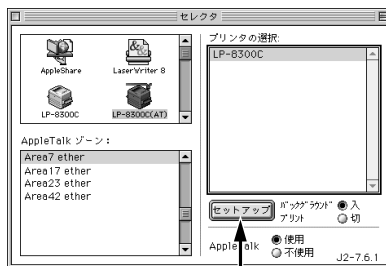 セレクタ
プリンタの選択:
LP-8300C
AppleShare
LaserWriter 8
LP-8300C
LP-8300C(AT)
AppleTalk ゾーン：
Area7 ether
Area17 ether
Area23 ether
Area42 ether
セットアップ
バックグラウンド
プリント
入
切
AppleTalk
使用
不使用
J2-7.6.1